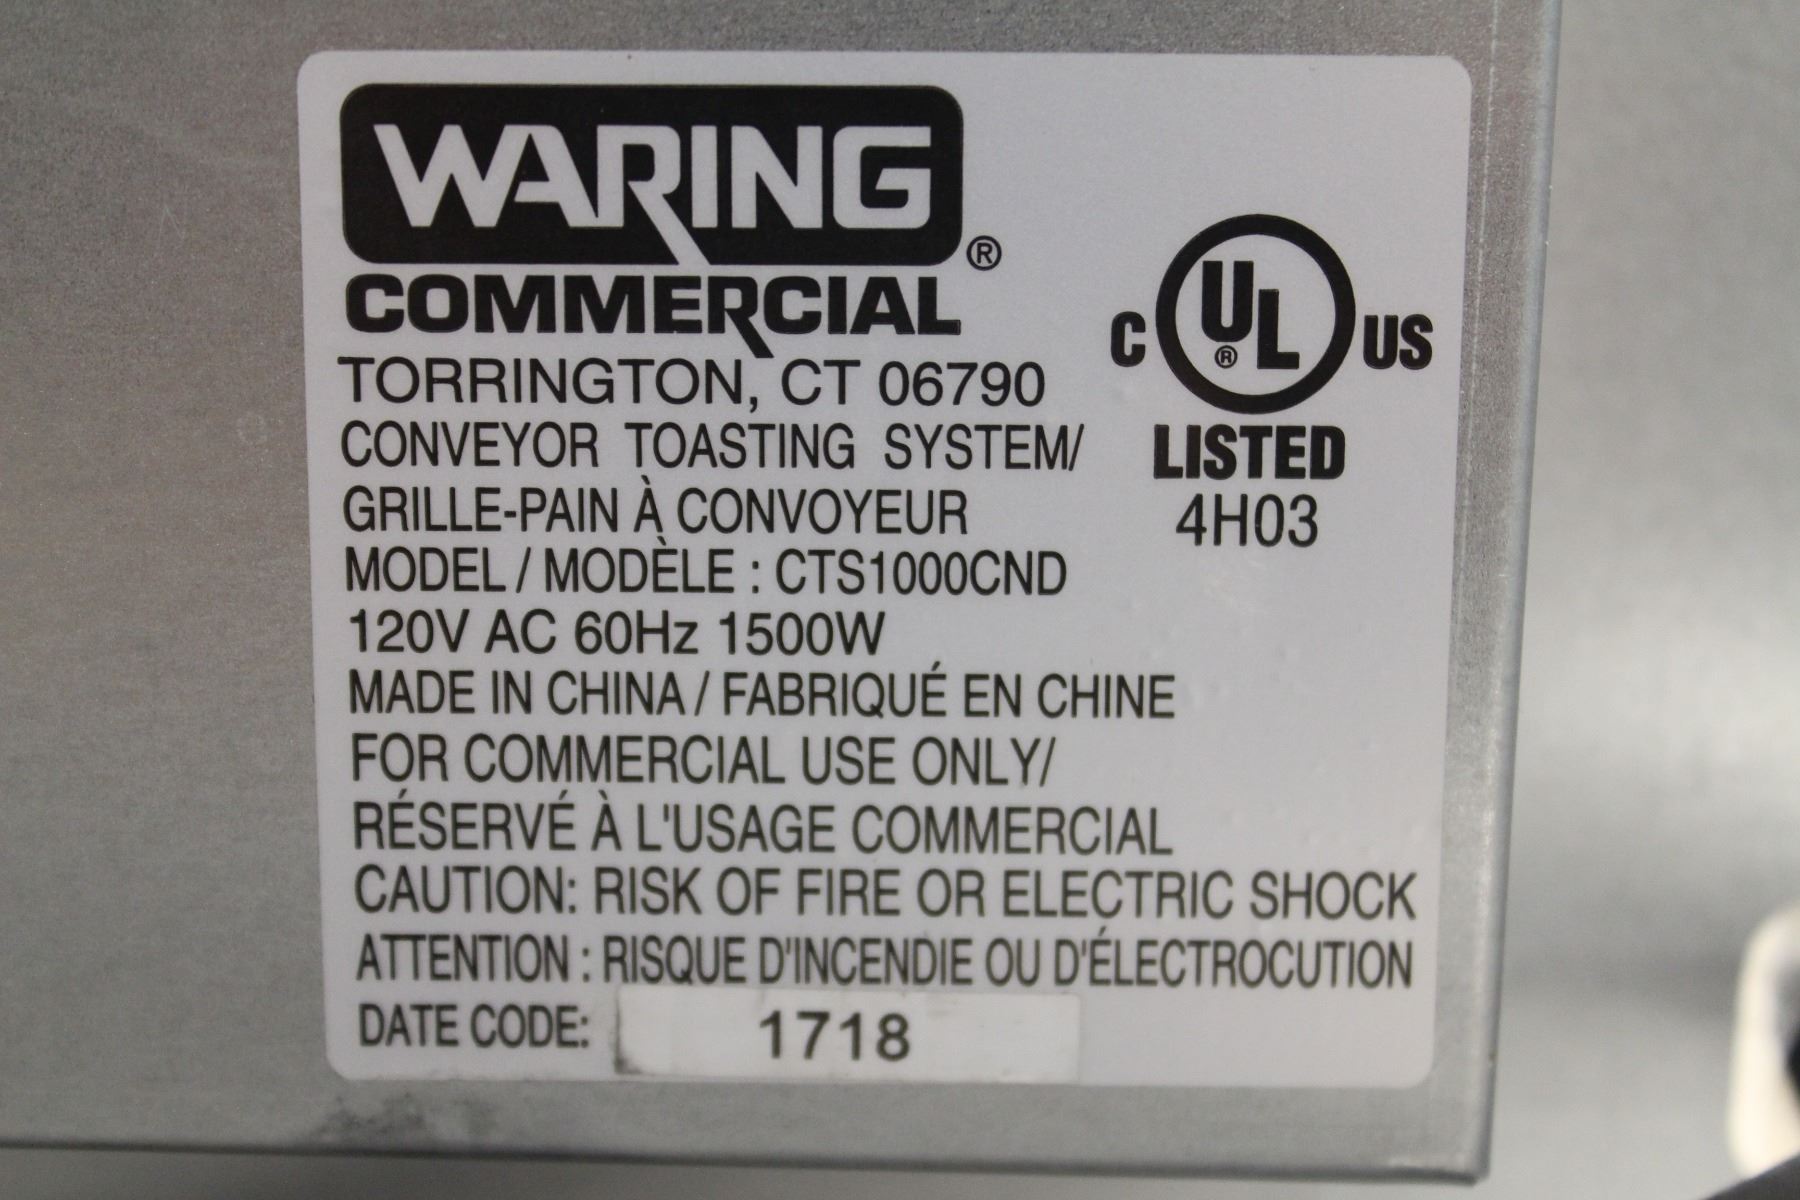 WARING ®
COMMERCIAL
TORRINGTON, CT 06790
CONVEYOR TOASTING SYSTEM/
GRILLE-PAIN À CONVOYEUR
MODEL / MODÈLE : CTS1000CND
120V AC 60Hz 1500W
MADE IN CHINA / FABRIQUÉ EN CHINE
FOR COMMERCIAL USE ONLY/
RÉSERVÉ À L'USAGE COMMERCIAL
CAUTION: RISK OF FIRE OR ELECTRIC SHOCK
ATTENTION : RISQUE D'INCENDIE OU D'ÉLECTROCUTION
DATE CODE: 1718
C UL ® US
LISTED
4H03